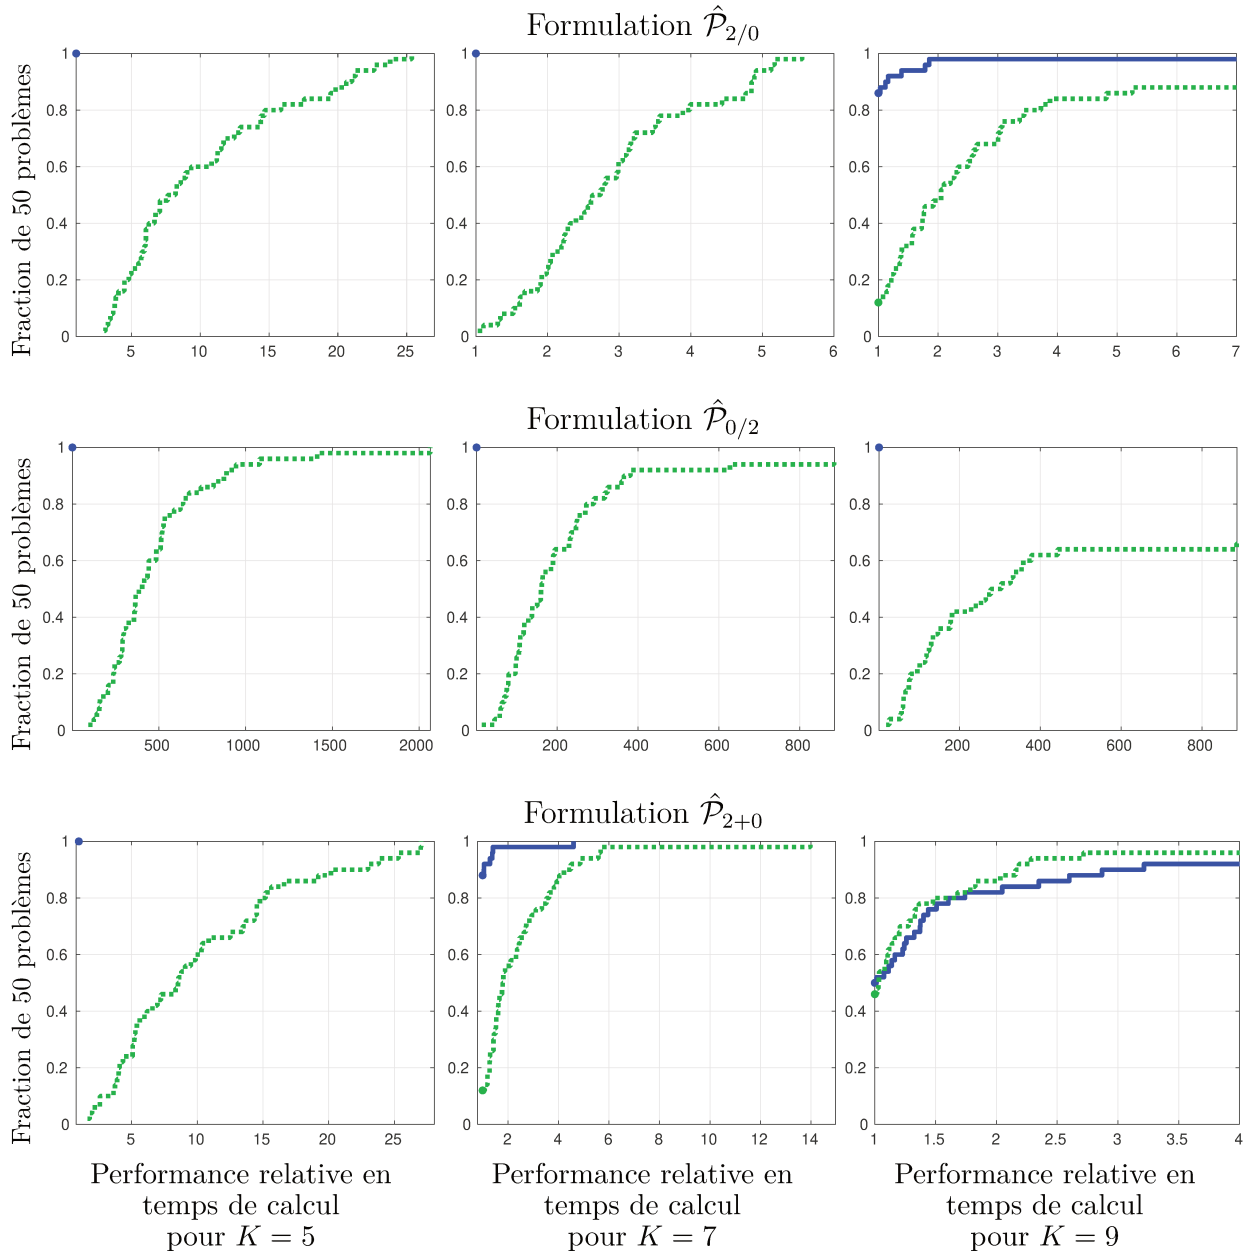 Formulation 𝒫̂2/0
Fraction de 50 problèmes
1
0.8
0.6
0.4
0.2
0
5 10 15 20 25
1
0.8
0.6
0.4
0.2
0
1 2 3 4 5 6
1
0.8
0.6
0.4
0.2
0
1 2 3 4 5 6 7
Formulation 𝒫̂0/2
Fraction de 50 problèmes
1
0.8
0.6
0.4
0.2
0
500 1000 1500 2000
1
0.8
0.6
0.4
0.2
0
200 400 600 800
1
0.8
0.6
0.4
0.2
0
200 400 600 800
Formulation 𝒫̂2+0
Fraction de 50 problèmes
1
0.8
0.6
0.4
0.2
0
5 10 15 20 25
1
0.8
0.6
0.4
0.2
0
2 4 6 8 10 12 14
1
0.8
0.6
0.4
0.2
0
1 1.5 2 2.5 3 3.5 4
Performance relative en
temps de calcul
pour K = 5
Performance relative en
temps de calcul
pour K = 7
Performance relative en
temps de calcul
pour K = 9